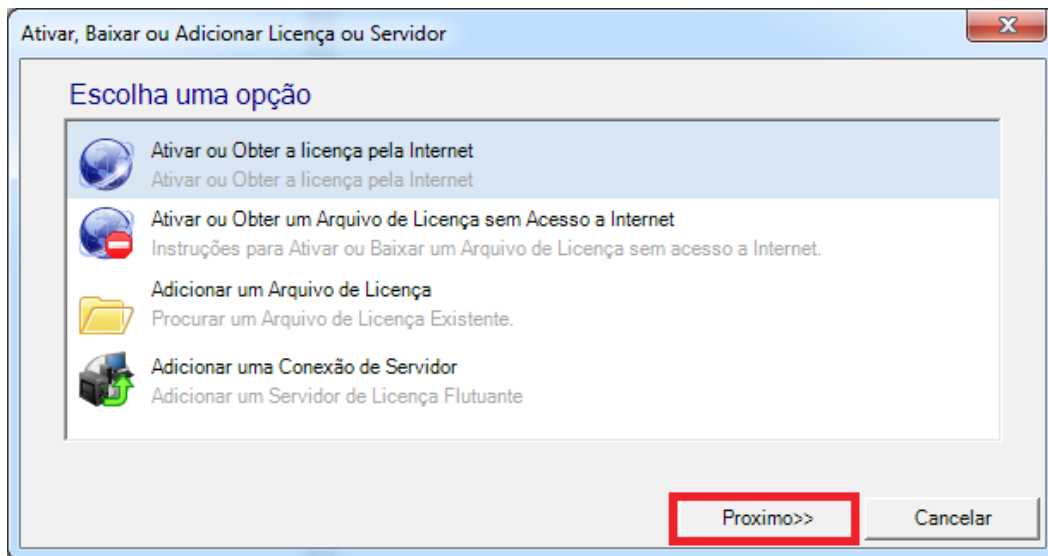 Ativar, Baixar ou Adicionar Licença ou Servidor
Escolha uma opção
Ativar ou Obter a licença pela Internet
Ativar ou Obter a licença pela Internet
Ativar ou Obter um Arquivo de Licença sem Acesso a Internet
Instruções para Ativar ou Baixar um Arquivo de Licença sem acesso a Internet.
Adicionar um Arquivo de Licença
Procurar um Arquivo de Licença Existente.
Adicionar uma Conexão de Servidor
Adicionar um Servidor de Licença Flutuante
Proximo>> Cancelar